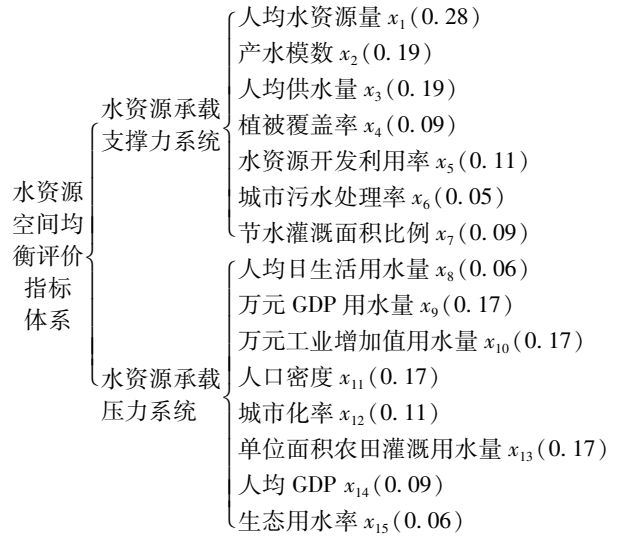 水资源
空间均
衡评价
指标
体系
水资源承载
支撑力系统
人均水资源量 x₁(0.28)
产水模数 x₂(0.19)
人均供水量 x₃(0.19)
植被覆盖率 x₄(0.09)
水资源开发利用率 x₅(0.11)
城市污水处理率 x₆(0.05)
节水灌溉面积比例 x₇(0.09)
水资源承载
压力系统
人均日生活用水量 x₈(0.06)
万元 GDP 用水量 x₉(0.17)
万元工业增加值用水量 x₁₀(0.17)
人口密度 x₁₁(0.17)
城市化率 x₁₂(0.11)
单位面积农田灌溉用水量 x₁₃(0.17)
人均 GDP x₁₄(0.09)
生态用水率 x₁₅(0.06)